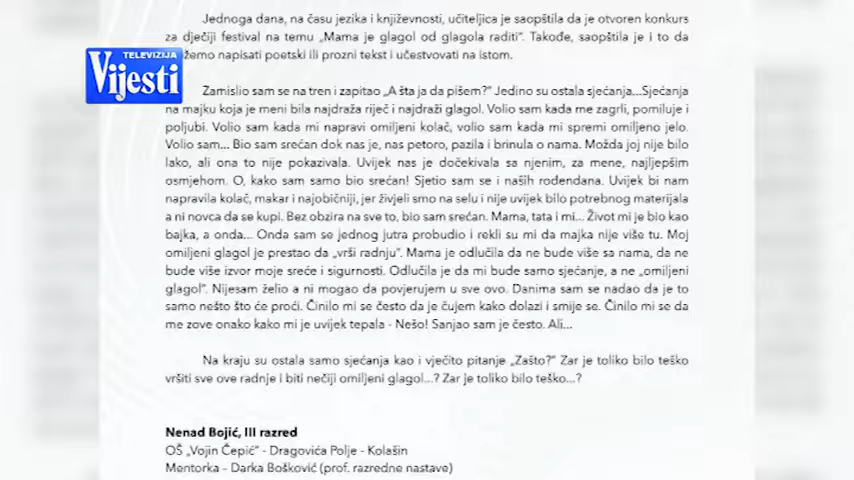 Jednoga dana, na času jezika i književnosti, učiteljica je saopštila da je otvoren konkurs
za dječiji festival na temu „Mama je glagol od glagola raditi“. Takođe, saopštila je i to da
možemo napisati poetski ili prozni tekst i učestvovati na istom.
TELEVIZIJA
Vijesti
Zamislio sam se na tren i zapitao „A šta ja da pišem?“ Jedino su ostala sjećanja...Sjećanja
na majku koja je meni bila najdraža riječ i najdraži glagol. Volio sam kada me zagrli, pomiluje i
poljubi. Volio sam kada mi napravi omiljeni kolač, volio sam kada mi spremi omiljeno jelo.
Volio sam... Bio sam srećan dok nas je, nas petoro, pazila i brinula o nama. Možda joj nije bilo
lako, ali ona to nije pokazivala. Uvijek nas je dočekivala sa njenim, za mene, najljepšim
osmjehom. O, kako sam samo bio srećan! Sjetio sam se i naših rođendana. Uvijek bi nam
napravila kolač, makar i najobičniji, jer živjeli smo na selu i nije uvijek bilo potrebnog materijala
a ni novca da se kupi. Bez obzira na sve to, bio sam srećan. Mama, tata i mi... Život mi je bio kao
bajka, a onda... Onda sam se jednog jutra probudio i rekli su mi da majka nije više tu. Moj
omiljeni glagol je prestao da „vrši radnju“. Mama je odlučila da ne bude više sa nama, da ne
bude više izvor moje sreće i sigurnosti. Odlučila je da mi bude samo sjećanje, a ne „omiljeni
glagol“. Nijesam želio a ni mogao da povjerujem u sve ovo. Danima sam se nadao da je to
samo nešto što će proći. Činilo mi se često da je čujem kako dolazi i smije se. Činilo mi se da
me zove onako kako mi je uvijek tepala - Nešo! Sanjao sam je često. Ali...
Na kraju su ostala samo sjećanja kao i vječito pitanje „Zašto?“ Zar je toliko bilo teško
vršiti sve ove radnje i biti nečiji omiljeni glagol...? Zar je toliko bilo teško...?
Nenad Bojić, III razred
OŠ „Vojin Čepić“ - Dragovića Polje - Kolašin
Mentorka – Darka Bošković (prof. razredne nastave)